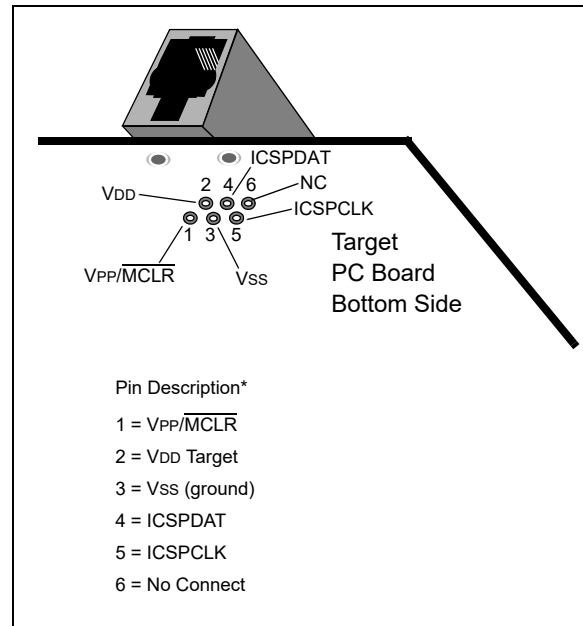 ICSPDAT
2 4 6 NC
VDD
ICSPCLK
1 3 5
Target
VPP/MCLR VSS
PC Board
Bottom Side
Pin Description*
1 = VPP/MCLR
2 = VDD Target
3 = VSS (ground)
4 = ICSPDAT
5 = ICSPCLK
6 = No Connect